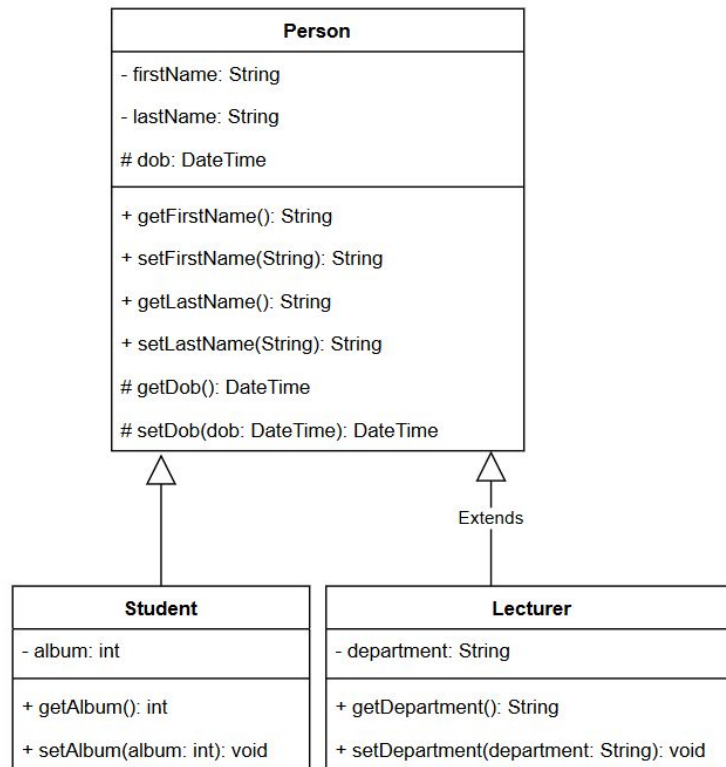 Person
- firstName: String
- lastName: String
# dob: DateTime
+ getFirstName(): String
+ setFirstName(String): String
+ getLastName(): String
+ setLastName(String): String
# getDob(): DateTime
# setDob(dob: DateTime): DateTime
Extends
Student
- album: int
+ getAlbum(): int
+ setAlbum(album: int): void
Lecturer
- department: String
+ getDepartment(): String
+ setDepartment(department: String): void